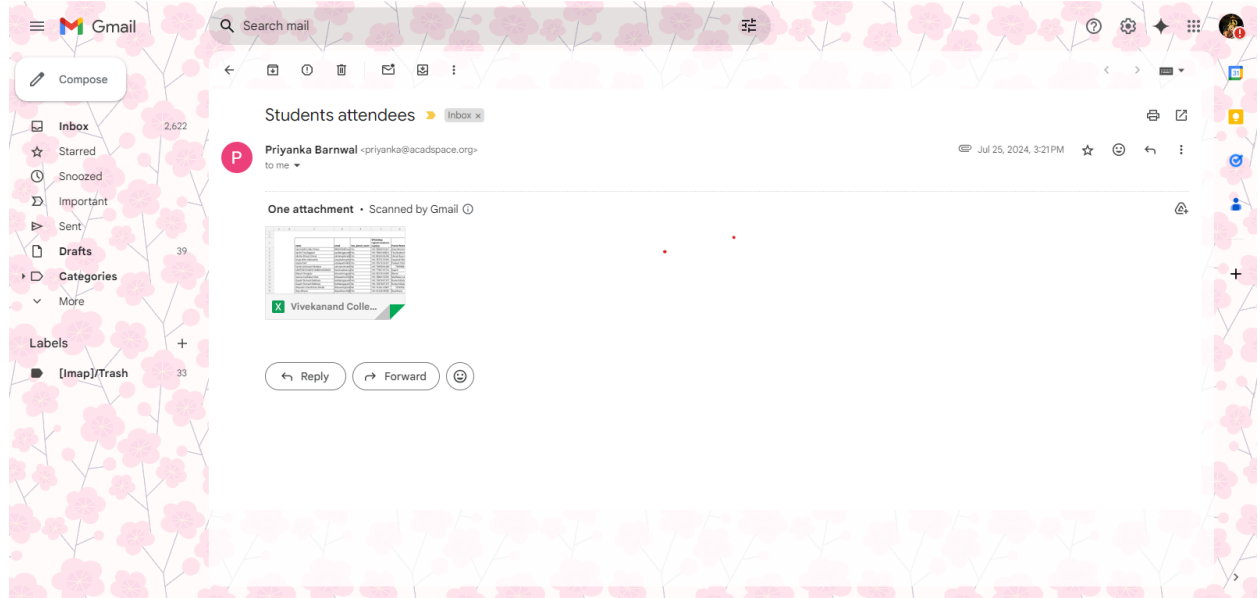 Gmail
Search mail
Compose
Inbox 2,622
Starred
Snoozed
Important
Sent
Drafts 39
Categories
More
Labels
[Imap]/Trash 33
Students attendees Inbox ×
P
Priyanka Barnwal <priyanka@acadspace.org> Jul 25, 2024, 3:21 PM
to me
One attachment • Scanned by Gmail
X Vivekanand Colle...
Reply Forward
31